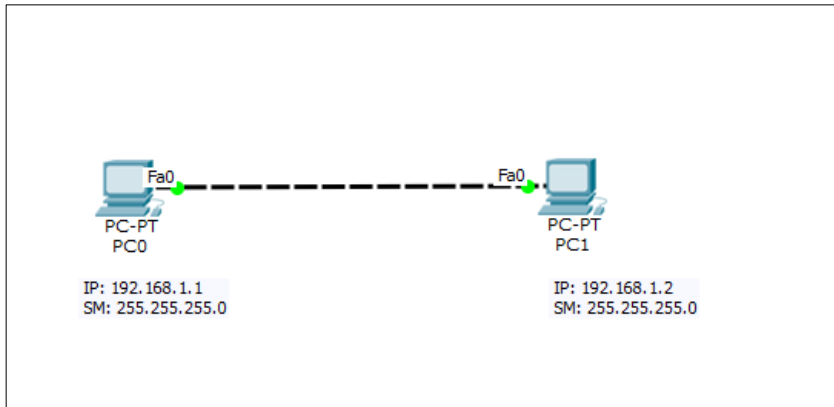 Fa0
Fa0
PC-PT
PC0
PC-PT
PC1
IP: 192.168.1.1
SM: 255.255.255.0
IP: 192.168.1.2
SM: 255.255.255.0